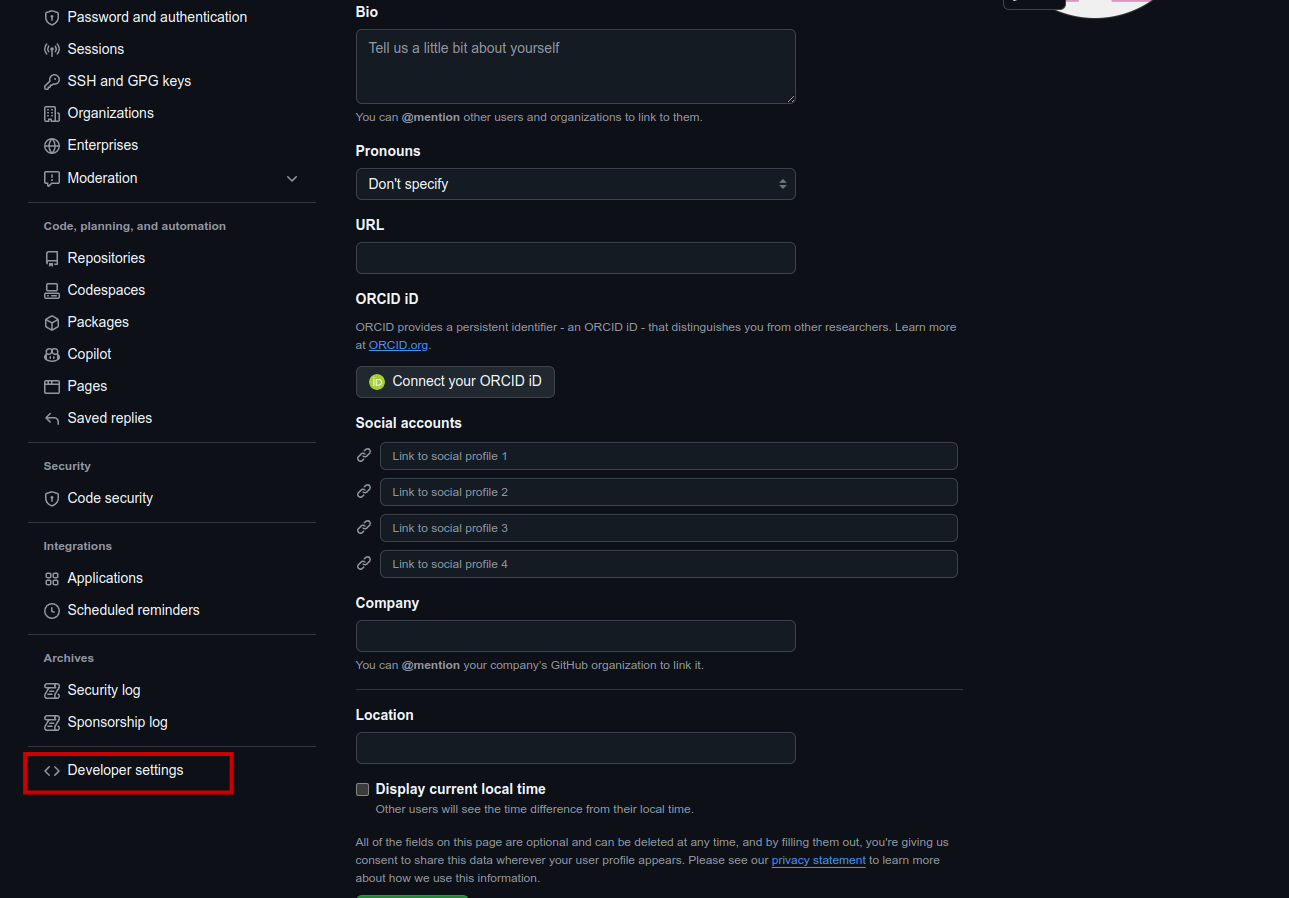 Password and authentication
Sessions
SSH and GPG keys
Organizations
Enterprises
Moderation
Code, planning, and automation
Repositories
Codespaces
Packages
Copilot
Pages
Saved replies
Security
Code security
Integrations
Applications
Scheduled reminders
Archives
Security log
Sponsorship log
Developer settings
Bio
Tell us a little bit about yourself
You can @mention other users and organizations to link to them.
Pronouns
Don't specify
URL
ORCID iD
ORCID provides a persistent identifier - an ORCID iD - that distinguishes you from other researchers. Learn more
at ORCID.org.
iD Connect your ORCID iD
Social accounts
Link to social profile 1
Link to social profile 2
Link to social profile 3
Link to social profile 4
Company
You can @mention your company's GitHub organization to link it.
Location
Display current local time
Other users will see the time difference from their local time.
All of the fields on this page are optional and can be deleted at any time, and by filling them out, you're giving us
consent to share this data wherever your user profile appears. Please see our privacy statement to learn more
about how we use this information.